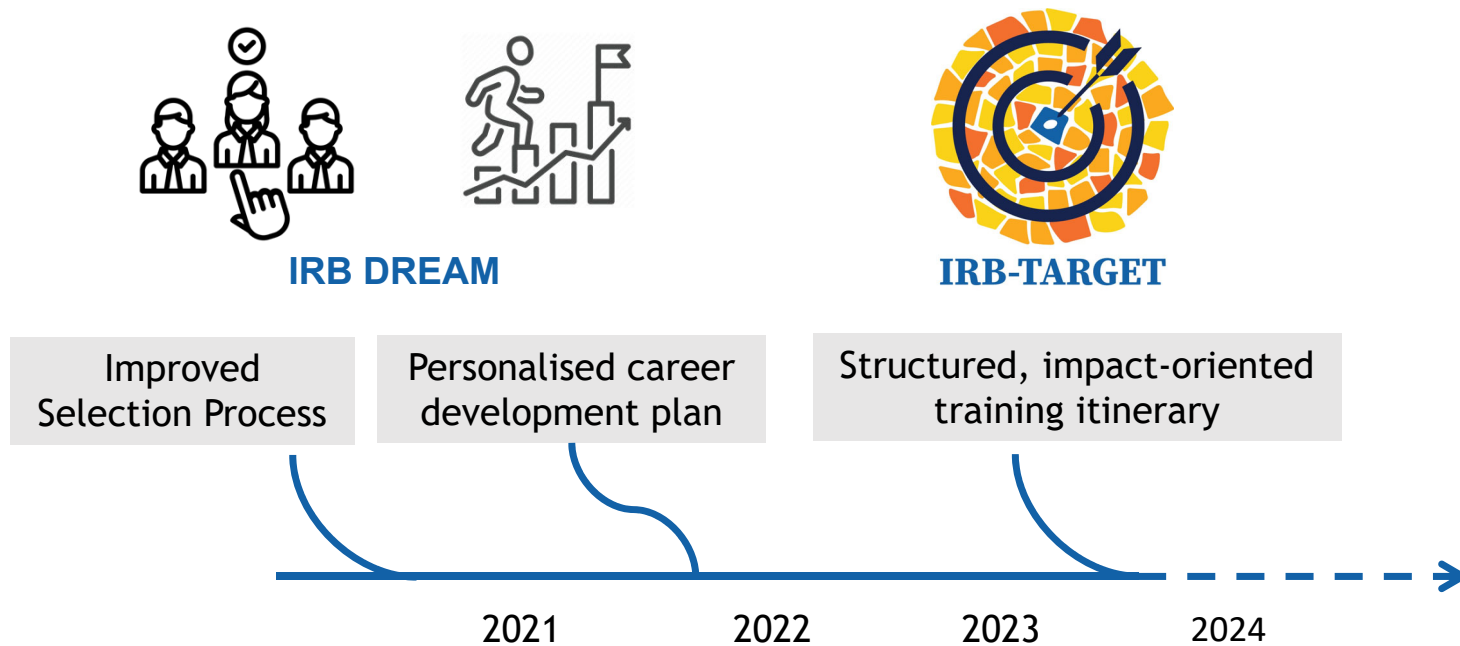 IRB DREAM
IRB-TARGET
Improved
Selection Process
Personalised career
development plan
Structured, impact-oriented
training itinerary
2021
2022
2023
2024